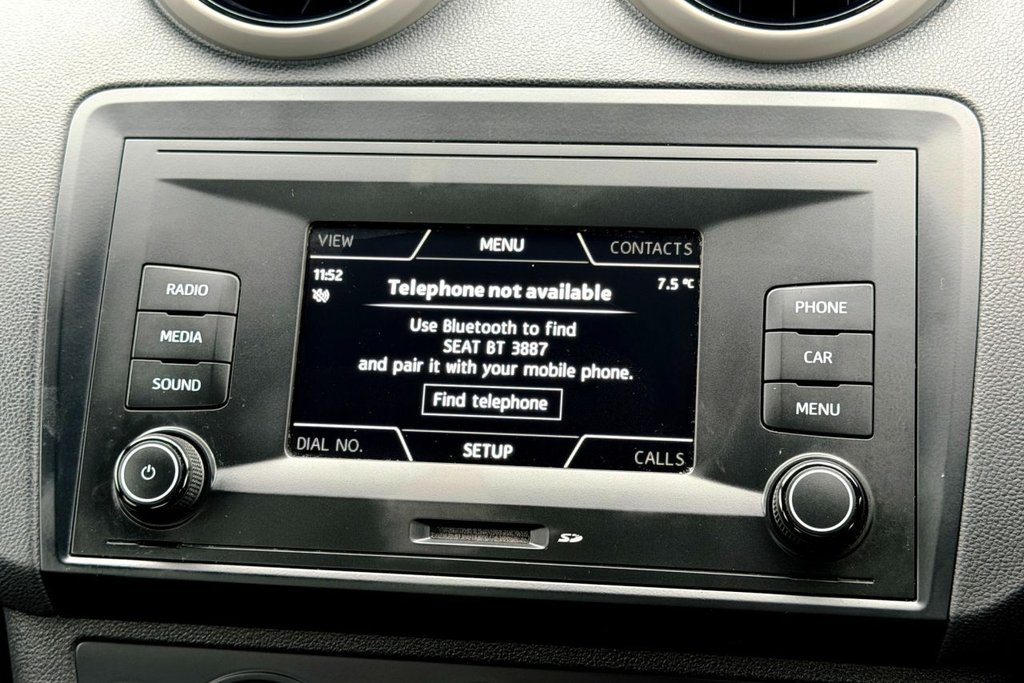 VIEW
MENU
CONTACTS
11:52
7.5 °C
Telephone not available
Use Bluetooth to find
SEAT BT 3887
and pair it with your mobile phone.
Find telephone
DIAL NO.
SETUP
CALLS
RADIO
MEDIA
SOUND
PHONE
CAR
MENU
SD